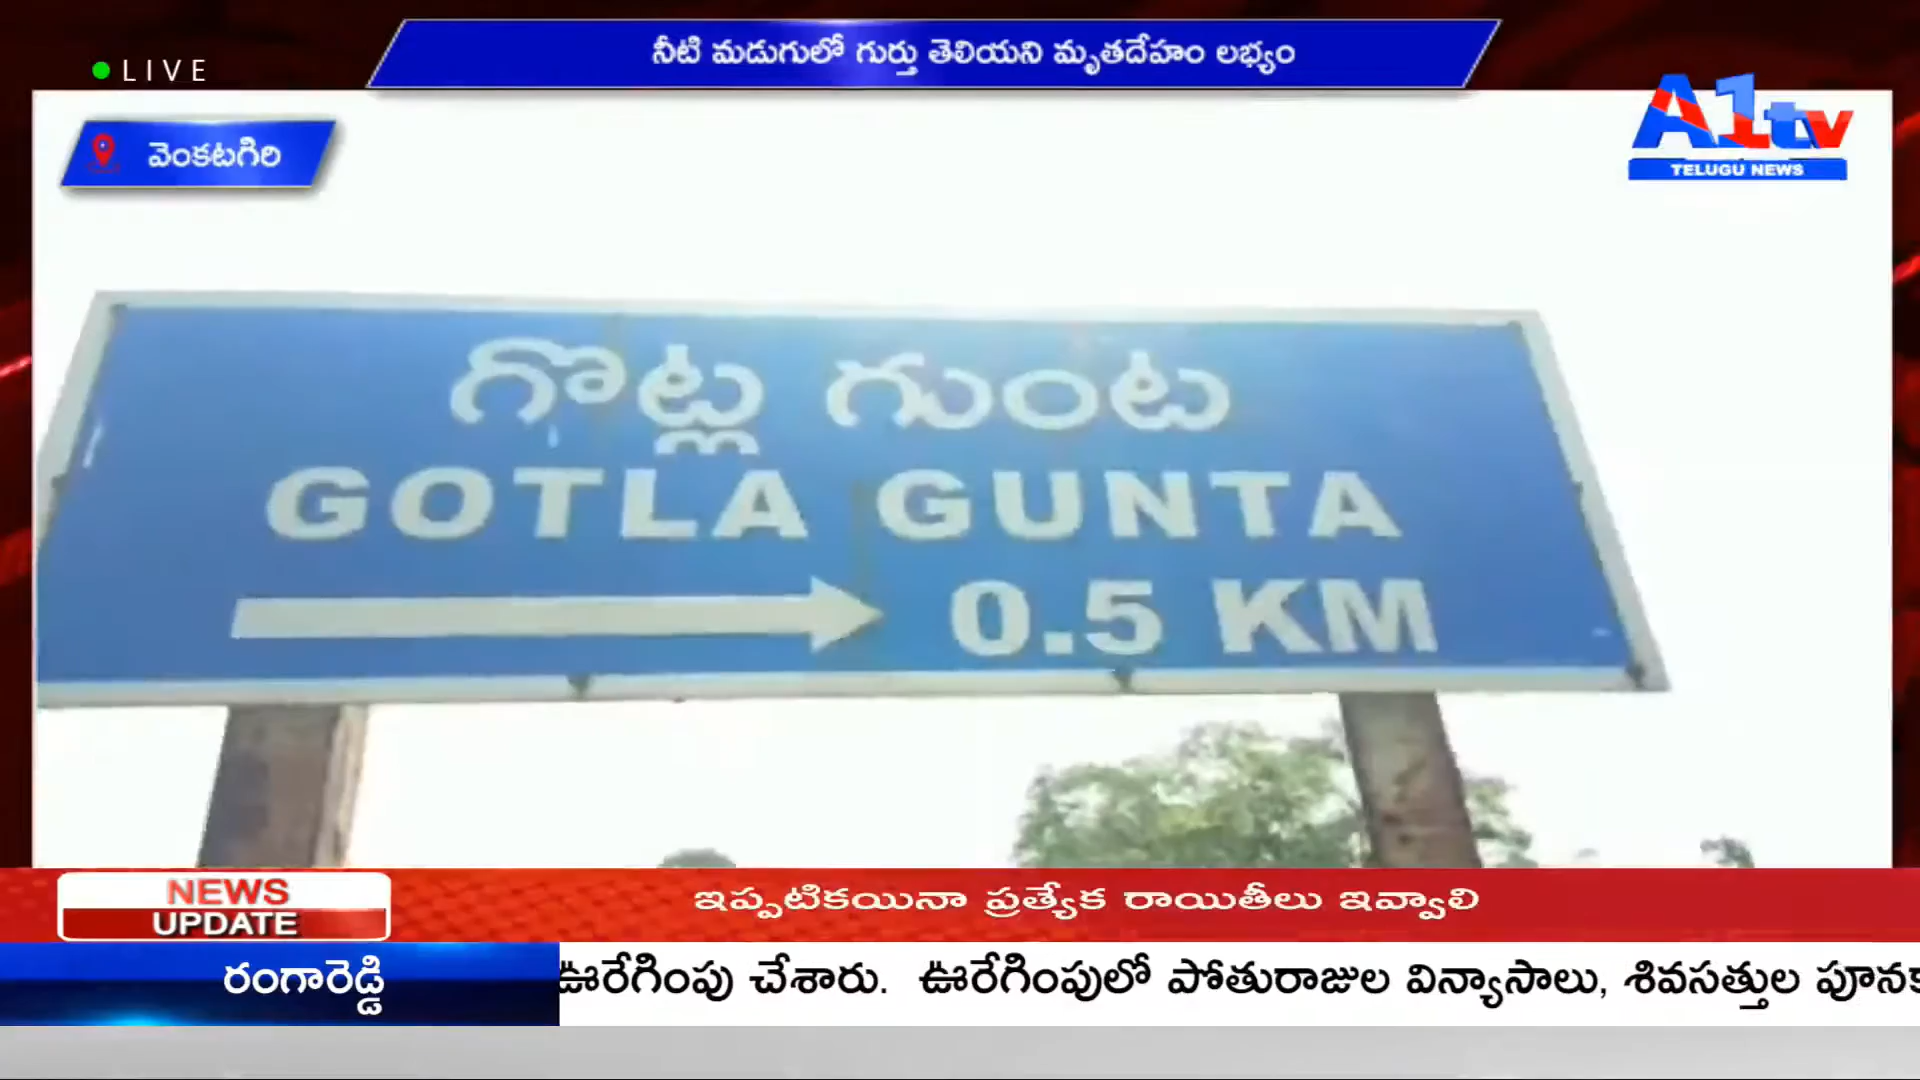 నీటి మడుగులో గుర్తు తెలియని మృతదేహం లభ్యం
LIVE
వెంకటగిరి
A1tv
TELUGU NEWS
గొట్ల గుంట
GOTLA GUNTA
0.5 KM
NEWS
UPDATE
ఇప్పటికయినా ప్రత్యేక రాయితీలు ఇవ్వాలి
రంగారెడ్డి
ఊరేగింపు చేశారు. ఊరేగింపులో పోతురాజుల విన్యాసాలు, శివసత్తుల